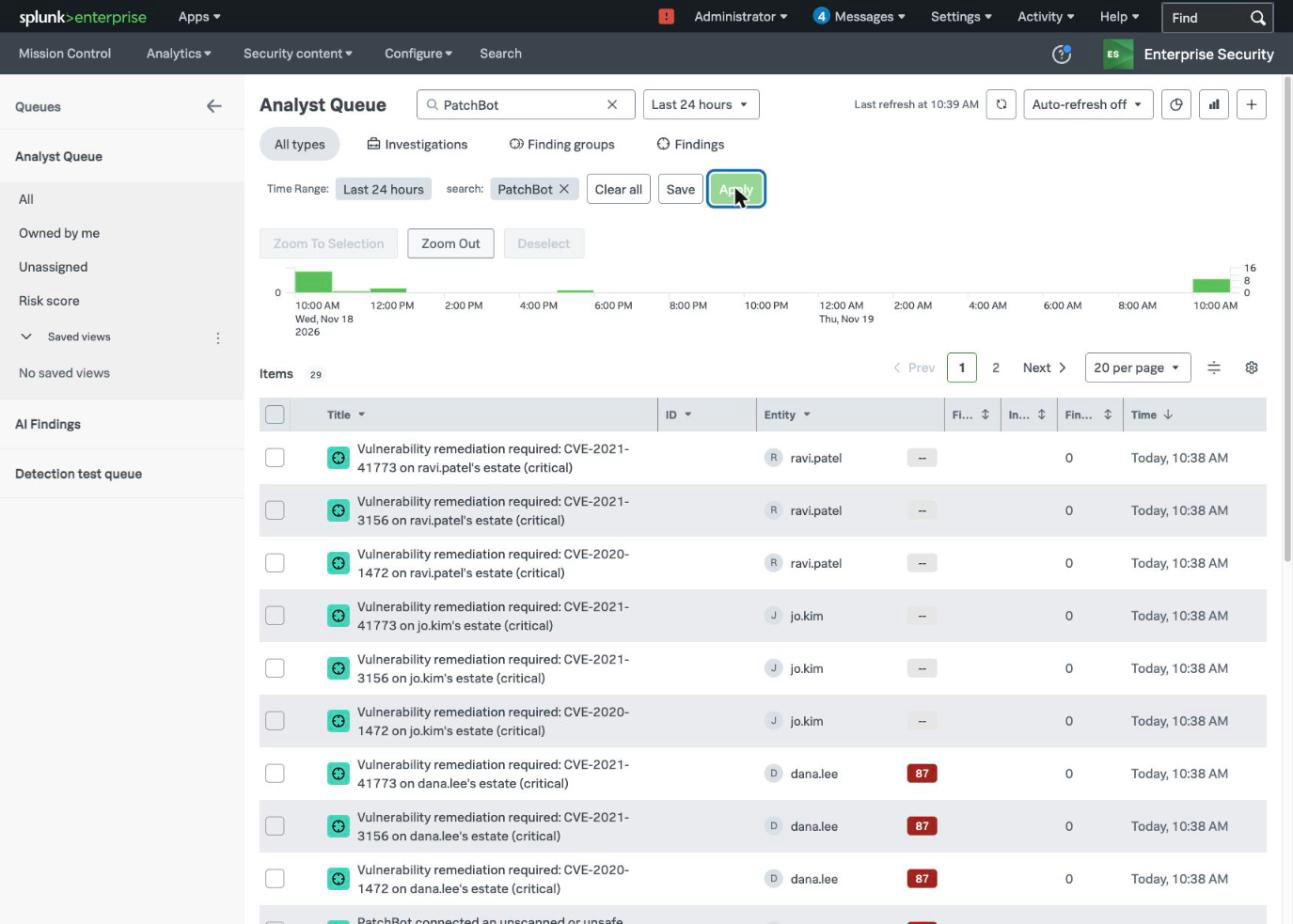 splunk>enterprise Apps Administrator 4 Messages Settings Activity Help Find
Mission Control Analytics Security content Configure Search ES Enterprise Security
Queues
Analyst Queue
All
Owned by me
Unassigned
Risk score
Saved views
No saved views
AI Findings
Detection test queue
Analyst Queue PatchBot Last 24 hours Last refresh at 10:39 AM Auto-refresh off
All types Investigations Finding groups Findings
Time Range: Last 24 hours search: PatchBot Clear all Save Apply
Zoom To Selection Zoom Out Deselect
16
8
0 0
10:00 AM 12:00 PM 2:00 PM 4:00 PM 6:00 PM 8:00 PM 10:00 PM 12:00 AM 2:00 AM 4:00 AM 6:00 AM 8:00 AM 10:00 AM
Wed, Nov 18 Thu, Nov 19
2026
Items 29 Prev 1 2 Next 20 per page
Title ID Entity Fi... In... Fin... Time
Vulnerability remediation required: CVE-2021-
41773 on ravi.patel's estate (critical) R ravi.patel -- 0 Today, 10:38 AM
Vulnerability remediation required: CVE-2021-
3156 on ravi.patel's estate (critical) R ravi.patel -- 0 Today, 10:38 AM
Vulnerability remediation required: CVE-2020-
1472 on ravi.patel's estate (critical) R ravi.patel -- 0 Today, 10:38 AM
Vulnerability remediation required: CVE-2021-
41773 on jo.kim's estate (critical) J jo.kim -- 0 Today, 10:38 AM
Vulnerability remediation required: CVE-2021-
3156 on jo.kim's estate (critical) J jo.kim -- 0 Today, 10:38 AM
Vulnerability remediation required: CVE-2020-
1472 on jo.kim's estate (critical) J jo.kim -- 0 Today, 10:38 AM
Vulnerability remediation required: CVE-2021-
41773 on dana.lee's estate (critical) D dana.lee 87 0 Today, 10:38 AM
Vulnerability remediation required: CVE-2021-
3156 on dana.lee's estate (critical) D dana.lee 87 0 Today, 10:38 AM
Vulnerability remediation required: CVE-2020-
1472 on dana.lee's estate (critical) D dana.lee 87 0 Today, 10:38 AM
PatchBot connected an unscanned or unsafe